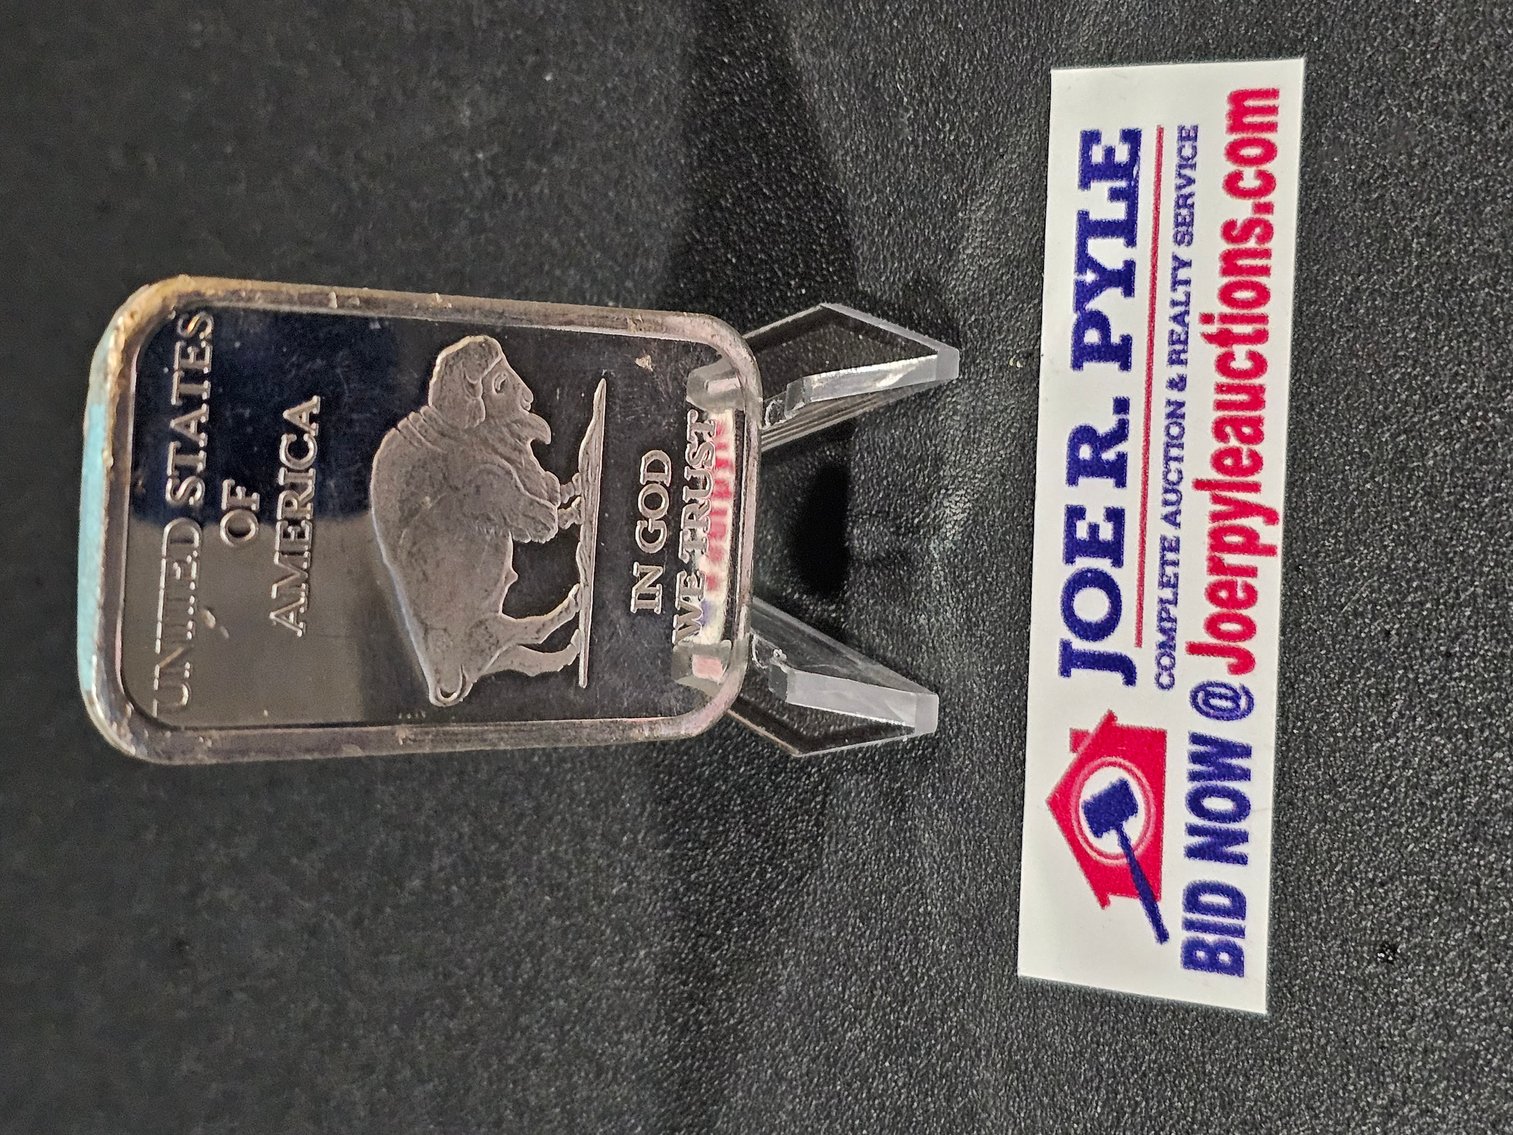 UNITED STATES
OF
AMERICA
IN GOD
WE TRUST
JOE R. PYLE
COMPLETE AUCTION & REALTY SERVICE
BID NOW @Joerpyleauctions.com